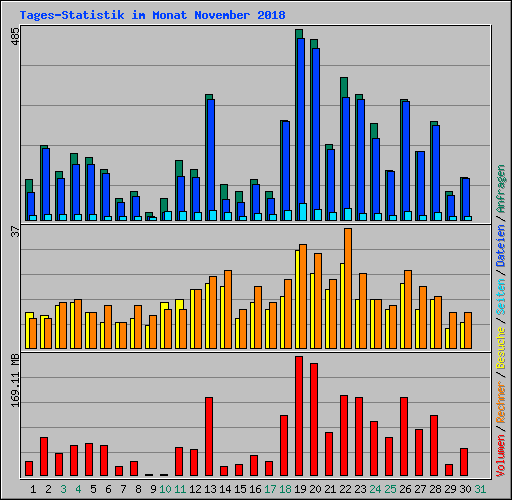 Tages-Statistik im Monat November 2018
485
37
169.11 MB
Volumen / Rechner / Besuche / Seiten / Dateien / Anfragen
1 2 3 4 5 6 7 8 9 10 11 12 13 14 15 16 17 18 19 20 21 22 23 24 25 26 27 28 29 30 31